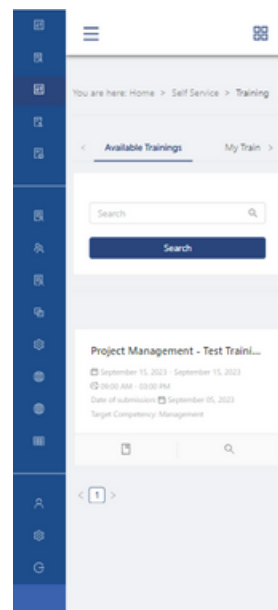 You are here: Home > Self Service > Training
< Available Trainings My Train >
Search
Search
Project Management - Test Traini...
September 15, 2023 - September 15, 2023
09:00 AM - 03:00 PM
Date of submission: September 05, 2023
Target Competency: Management
< 1 >